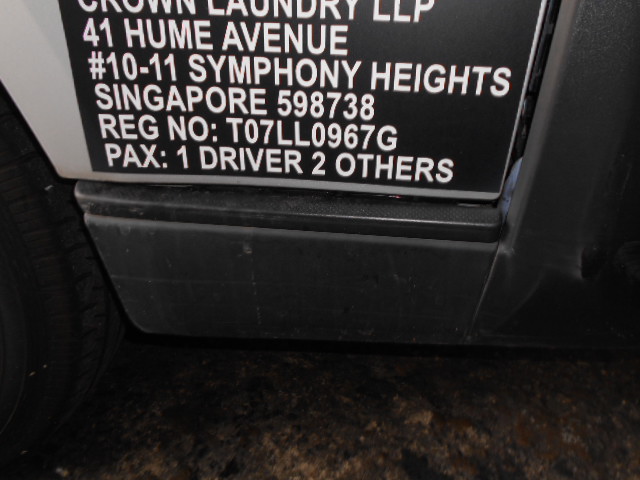 CROWN LAUNDRY LLP
41 HUME AVENUE
#10-11 SYMPHONY HEIGHTS
SINGAPORE 598738
REG NO: T07LL0967G
PAX: 1 DRIVER 2 OTHERS